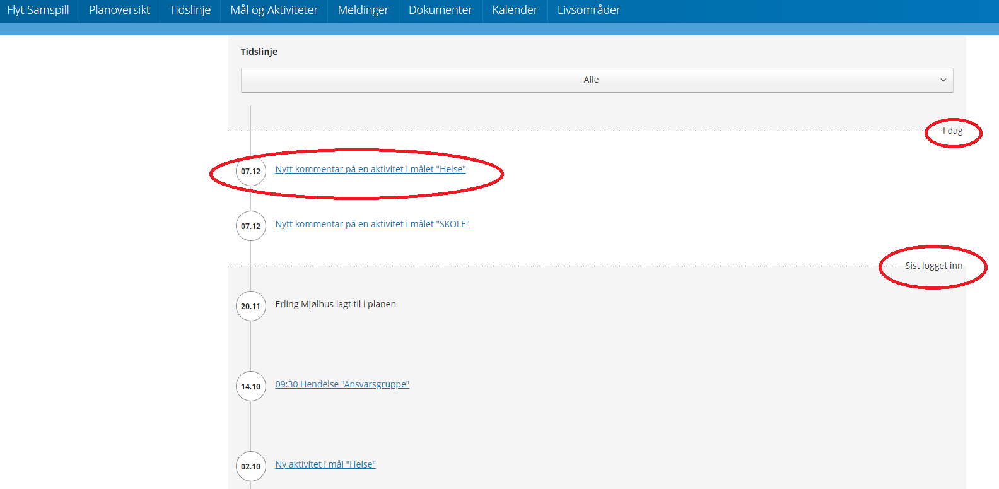 Flyt Samspill Planoversikt Tidslinje Mål og Aktiviteter Meldinger Dokumenter Kalender Livsområder
Tidslinje
Alle
I dag
07.12 Nytt kommentar på en aktivitet i målet "Helse"
07.12 Nytt kommentar på en aktivitet i målet "SKOLE"
Sist logget inn
20.11 Erling Mjølhus lagt til i planen
14.10 09:30 Hendelse "Ansvarsgruppe"
02.10 Ny aktivitet i mål "Helse"